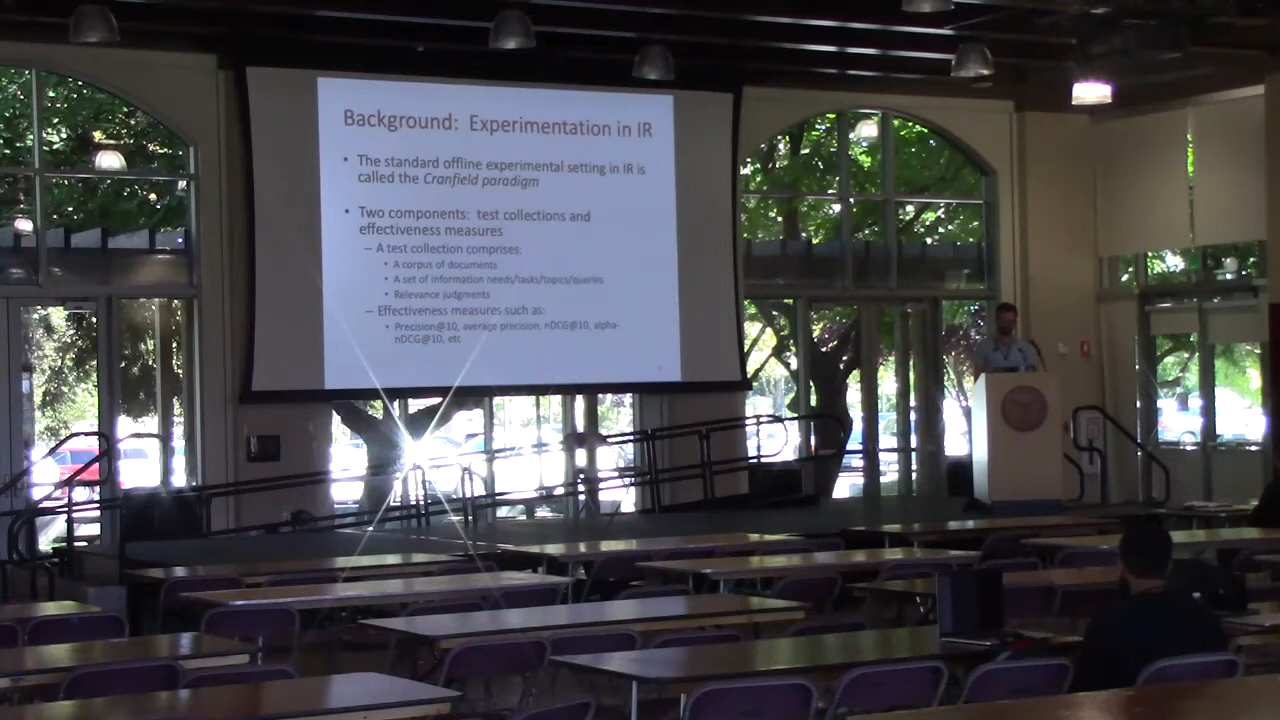 Background: Experimentation in IR
• The standard offline experimental setting in IR is
called the Cranfield paradigm
• Two components: test collections and
effectiveness measures
– A test collection comprises:
• A corpus of documents
• A set of information needs/tasks/topics/queries
• Relevance judgments
– Effectiveness measures such as:
• Precision@10, average precision, nDCG@10, alpha-
nDCG@10, etc